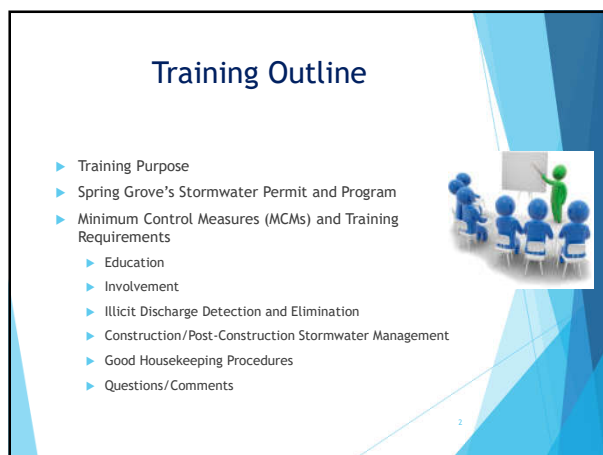 Training Outline
▶ Training Purpose
▶ Spring Grove's Stormwater Permit and Program
▶ Minimum Control Measures (MCMs) and Training
Requirements
▶ Education
▶ Involvement
▶ Illicit Discharge Detection and Elimination
▶ Construction/Post-Construction Stormwater Management
▶ Good Housekeeping Procedures
▶ Questions/Comments
2